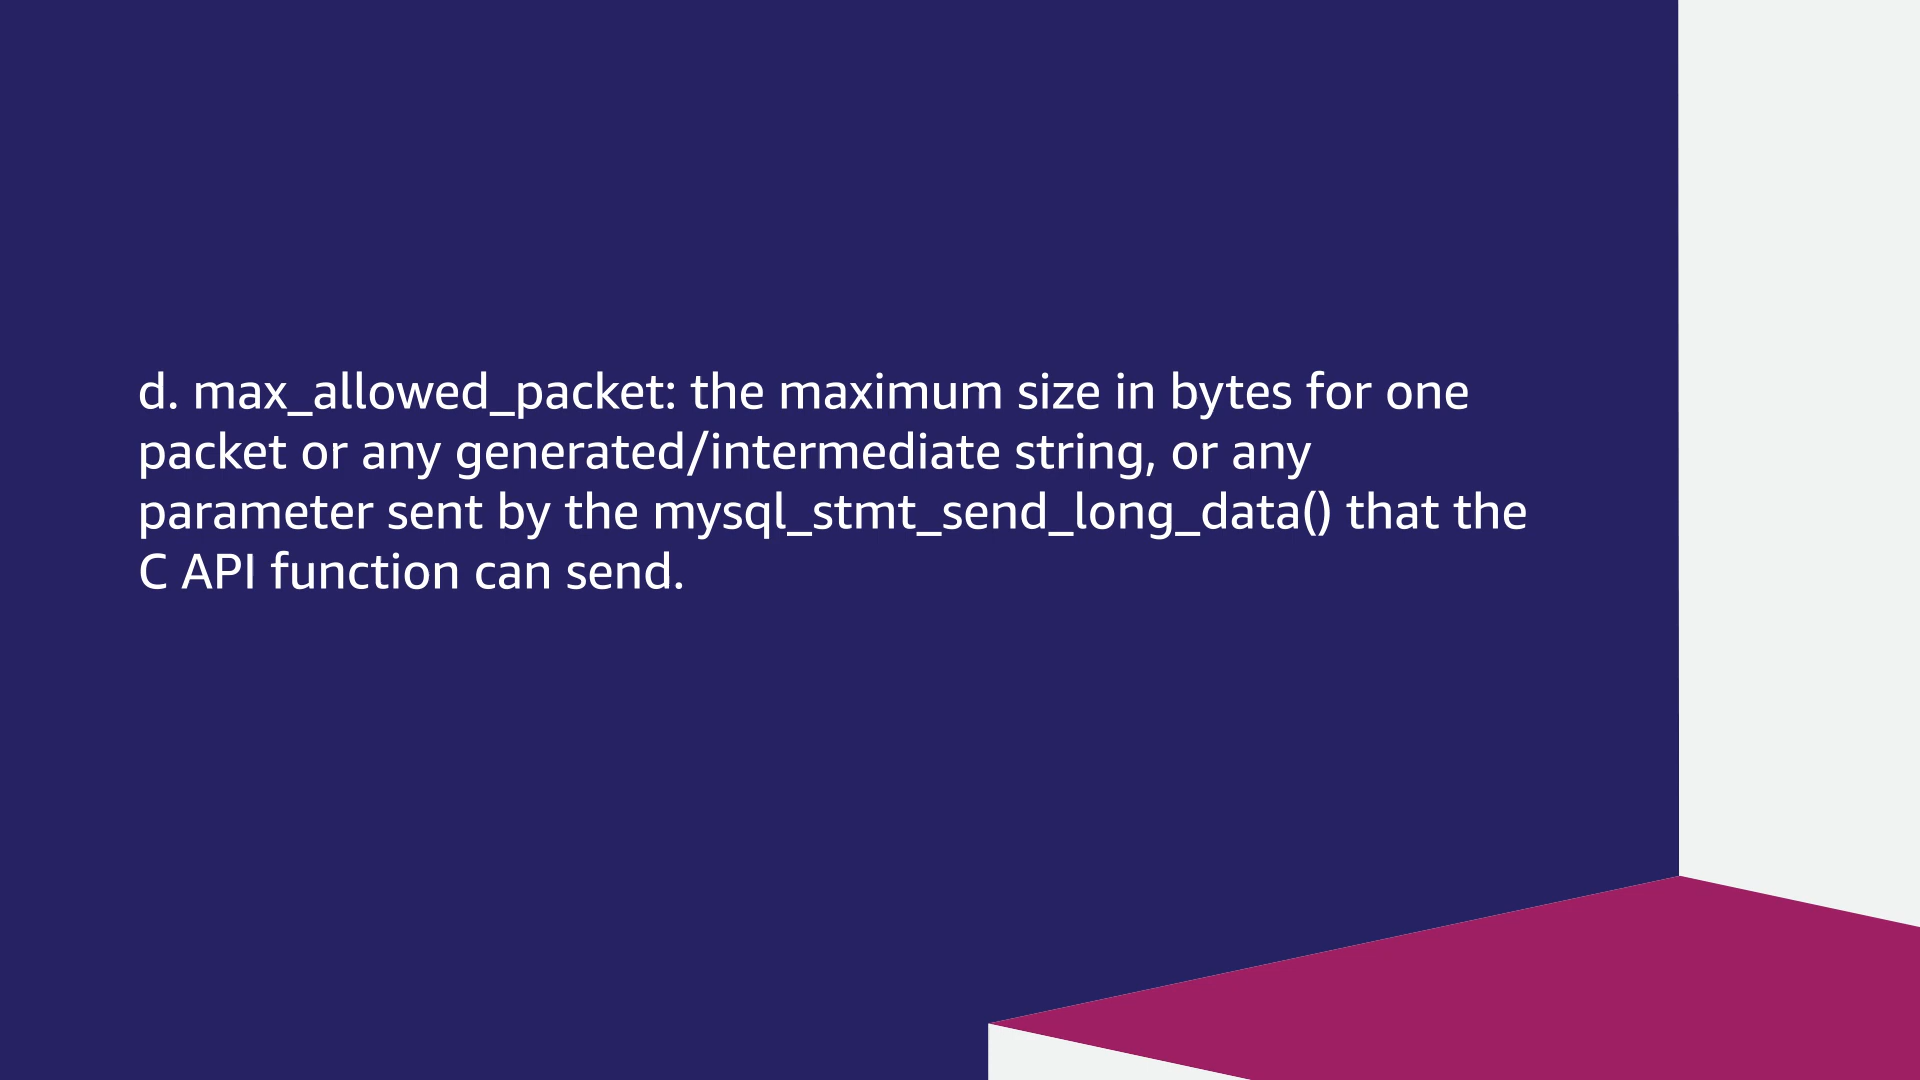 d. max_allowed_packet: the maximum size in bytes for one
packet or any generated/intermediate string, or any
parameter sent by the mysql_stmt_send_long_data() that the
C API function can send.